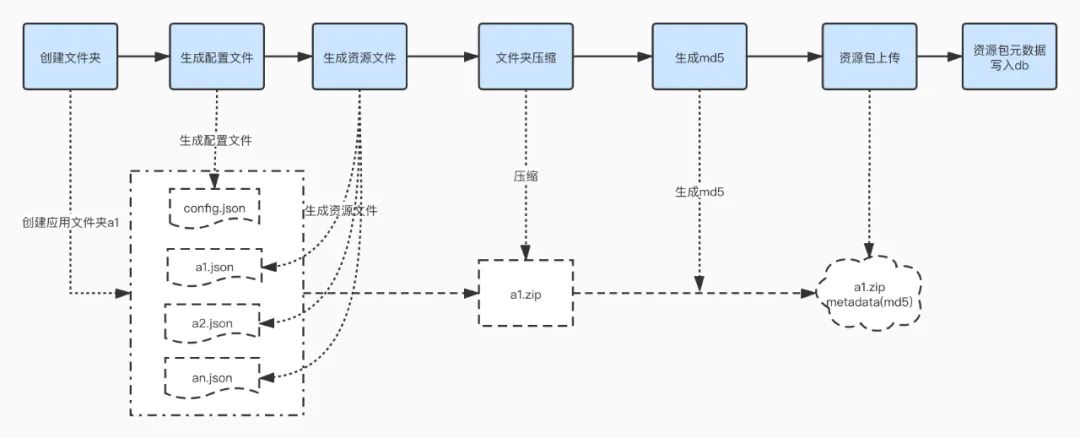 创建文件夹
生成配置文件
生成资源文件
文件夹压缩
生成md5
资源包上传
资源包元数据
写入db
生成配置文件
创建应用文件夹a1
config.json
生成资源文件
a1.json
a2.json
an.json
压缩
a1.zip
生成md5
a1.zip
metadata(md5)